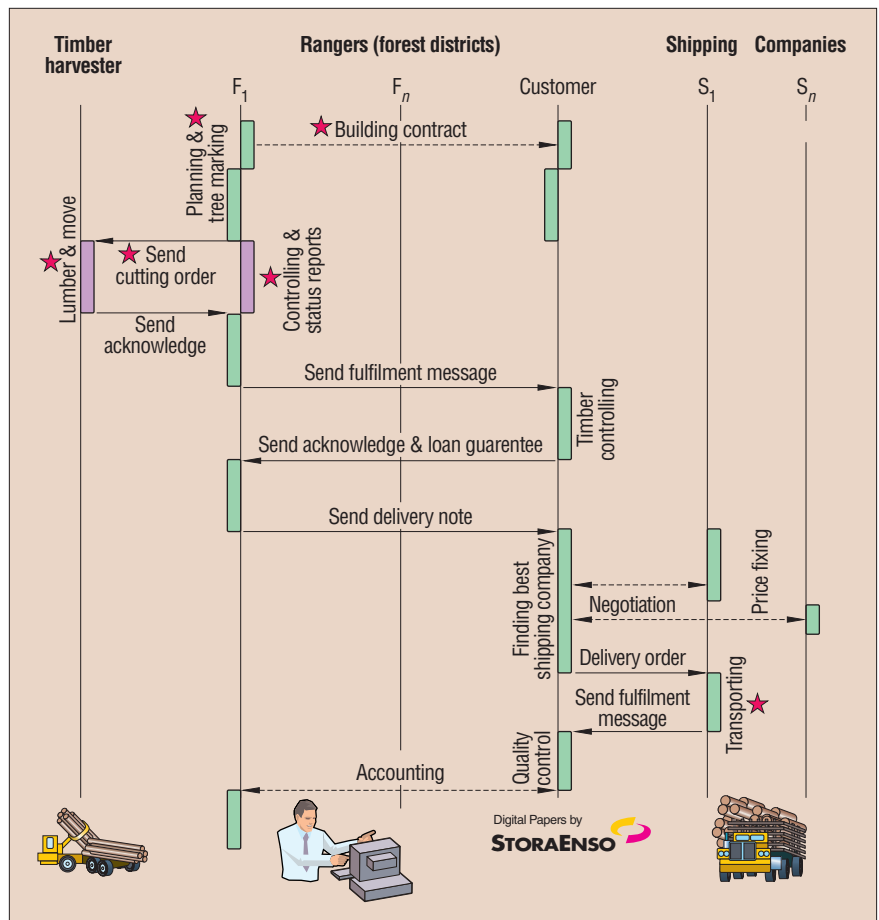 Timber
harvester
Rangers (forest districts)
Shipping Companies
F1
Fn
Customer
S1
Sn
Planning &
tree marking
Building contract
Lumber & move
Send
cutting order
Controlling &
status reports
Send
acknowledge
Send fulfilment message
Timber
controlling
Send acknowledge & loan guarentee
Send delivery note
Finding best
shipping company
Price fixing
Negotiation
Delivery order
Transporting
Send fulfilment
message
Quality
control
Accounting
Digital Papers by
STORAENSO